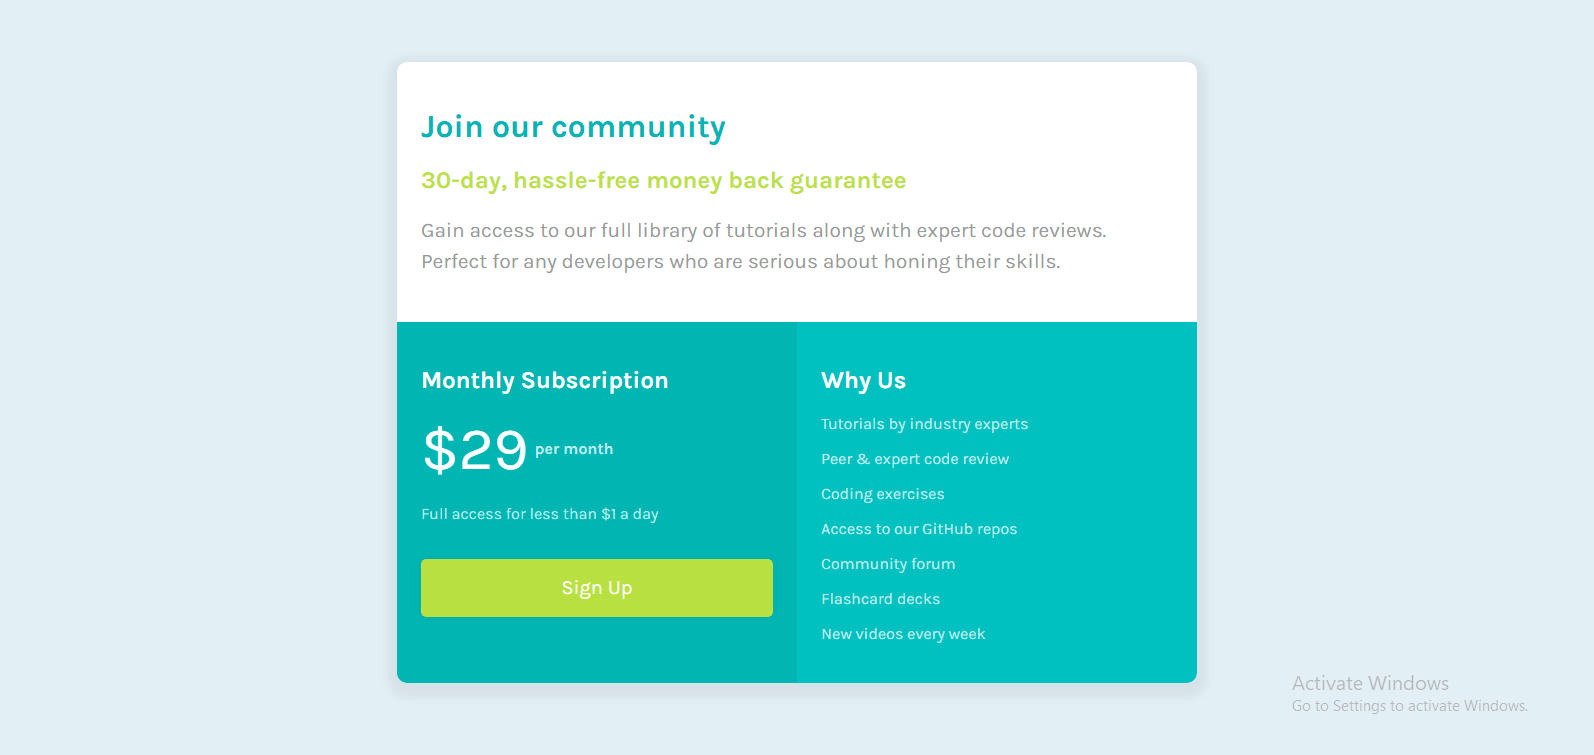 Join our community
30-day, hassle-free money back guarantee
Gain access to our full library of tutorials along with expert code reviews.
Perfect for any developers who are serious about honing their skills.
Monthly Subscription
$29 per month
Full access for less than $1 a day
Sign Up
Why Us
Tutorials by industry experts
Peer & expert code review
Coding exercises
Access to our GitHub repos
Community forum
Flashcard decks
New videos every week
Activate Windows
Go to Settings to activate Windows.